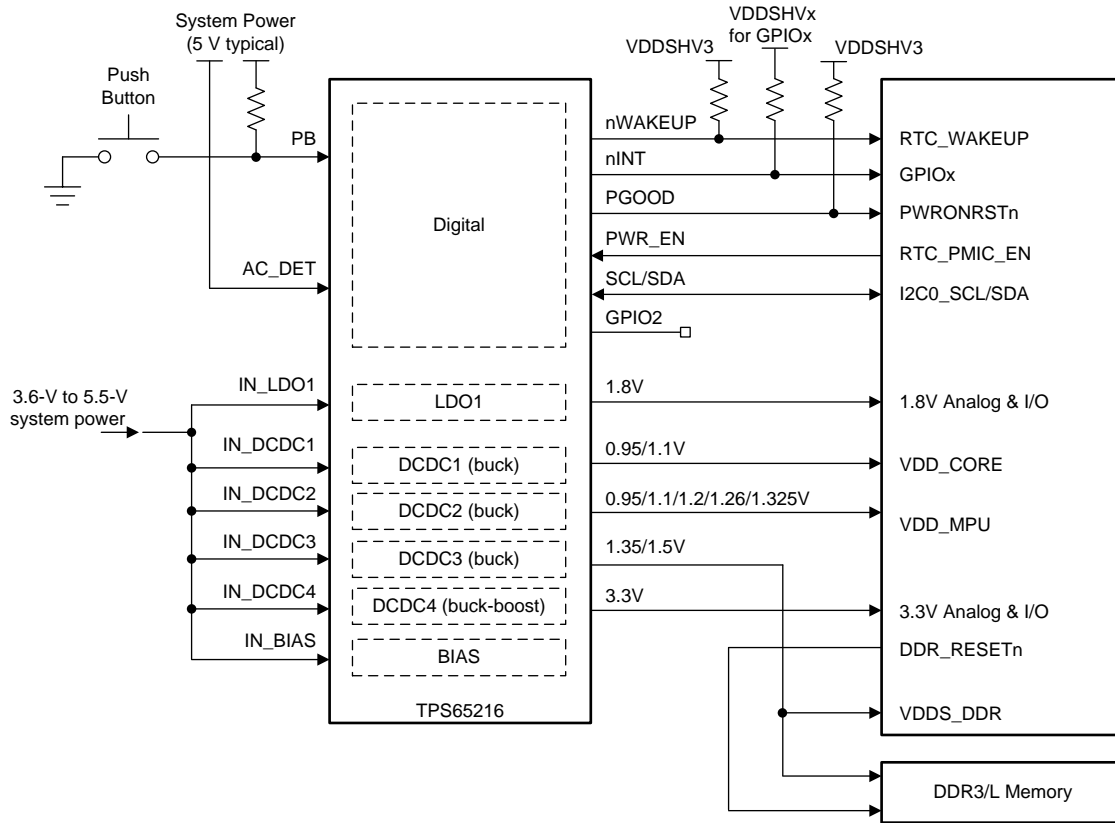 System Power
(5 V typical)
VDDSHVx
for GPIOx
VDDSHV3
VDDSHV3
Push
Button
PB
nWAKEUP
RTC_WAKEUP
nINT
GPIOx
PGOOD
PWRONRSTn
Digital
PWR_EN
RTC_PMIC_EN
AC_DET
SCL/SDA
I2C0_SCL/SDA
GPIO2
3.6-V to 5.5-V
system power
IN_LDO1
LDO1
1.8V
1.8V Analog & I/O
IN_DCDC1
DCDC1 (buck)
0.95/1.1V
VDD_CORE
IN_DCDC2
DCDC2 (buck)
0.95/1.1/1.2/1.26/1.325V
VDD_MPU
IN_DCDC3
DCDC3 (buck)
1.35/1.5V
IN_DCDC4
DCDC4 (buck-boost)
3.3V
3.3V Analog & I/O
IN_BIAS
BIAS
DDR_RESETn
TPS65216
VDDS_DDR
DDR3/L Memory